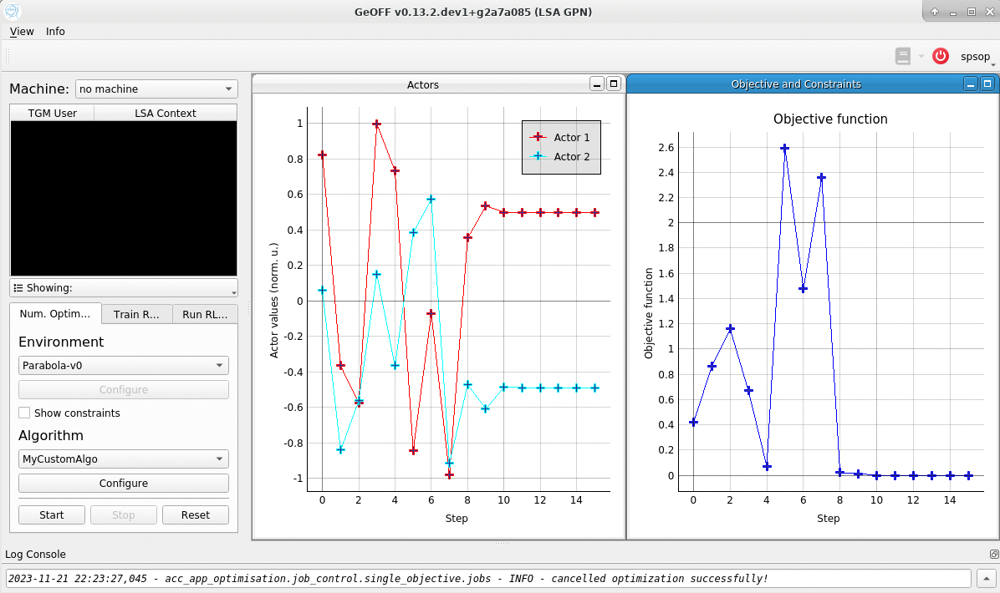 GeOFF v0.13.2.dev1+g2a7a085 (LSA GPN)
View Info
spsop
Machine: no machine
TGM User LSA Context
Showing:
Num. Optim... Train R... Run RL...
Environment
Parabola-v0
Configure
Show constraints
Algorithm
MyCustomAlgo
Configure
Start Stop Reset
Actors
Actor 1
Actor 2
Actor values (norm. u.)
1
0.8
0.6
0.4
0.2
0
-0.2
-0.4
-0.6
-0.8
-1
0 2 4 6 8 10 12 14
Step
Objective and Constraints
Objective function
Objective function
2.6
2.4
2.2
2
1.8
1.6
1.4
1.2
1
0.8
0.6
0.4
0.2
0
0 2 4 6 8 10 12 14
Step
Log Console
2023-11-21 22:23:27,045 - acc_app_optimisation.job_control.single_objective.jobs - INFO - cancelled optimization successfully!